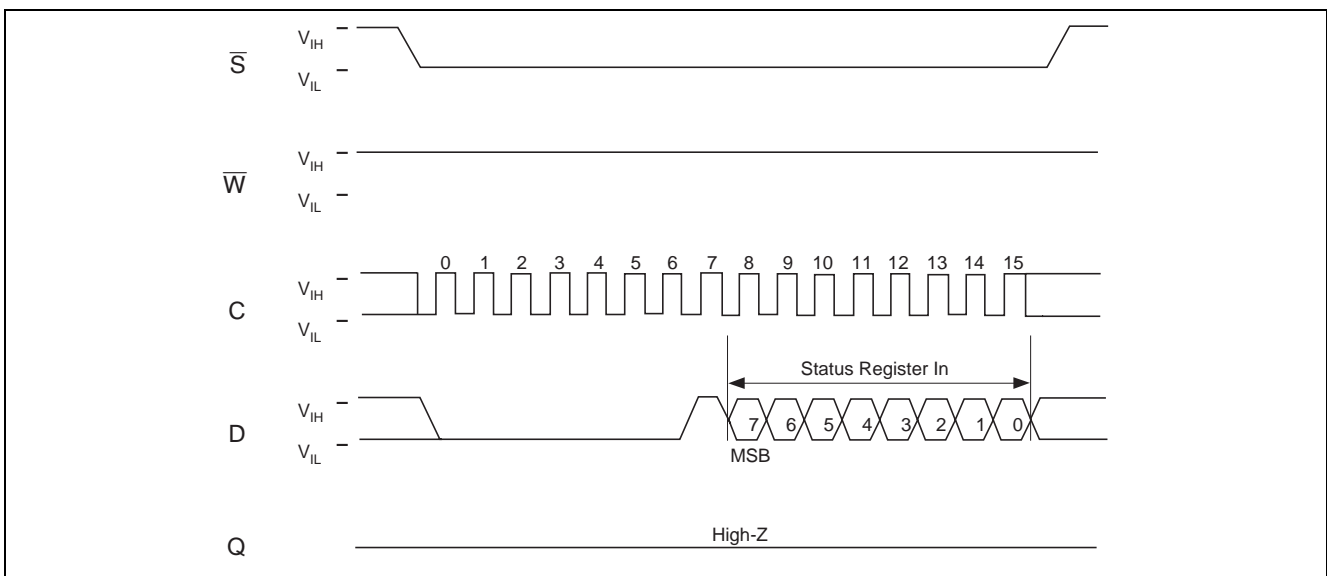 V_IH
S̅
V_IL
V_IH
W̅
V_IL
0 1 2 3 4 5 6 7 8 9 10 11 12 13 14 15
V_IH
C
V_IL
Status Register In
V_IH
D
7 6 5 4 3 2 1 0
V_IL
MSB
High-Z
Q